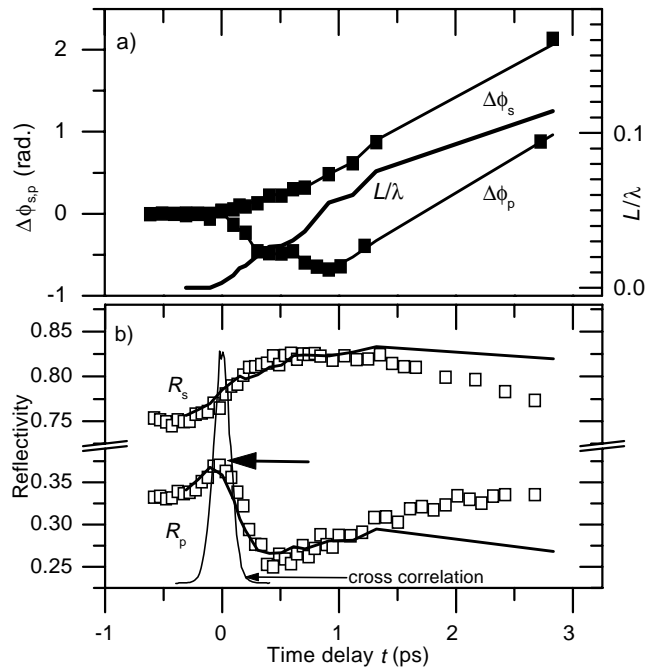 a)
2
1
0
-1
Δϕs,p (rad.)
Δϕs
L/λ
Δϕp
0.1
0.0
L/λ
b)
0.85
0.80
0.75
0.35
0.30
0.25
Reflectivity
Rs
Rp
cross correlation
-1 0 1 2 3
Time delay t (ps)